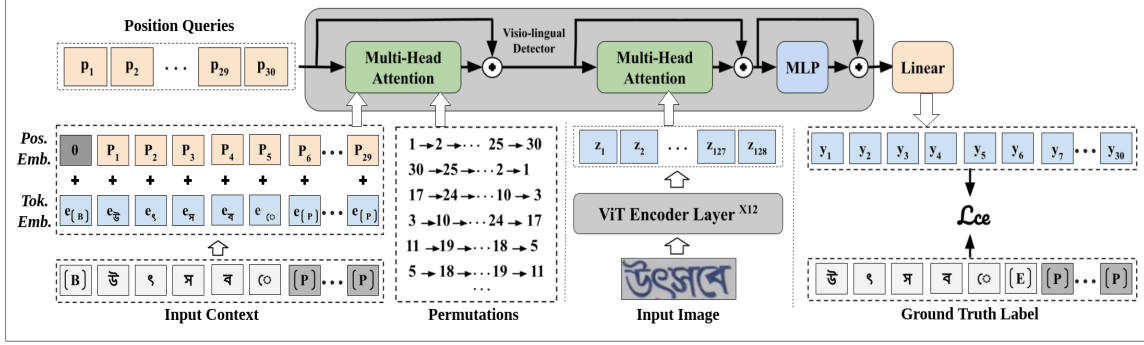 Position Queries
p1 p2 ... p29 p30
Multi-Head Attention
Visio-lingual Detector
Multi-Head Attention
MLP
Linear
Pos. Emb.
0 P1 P2 P3 P4 P5 P6 ... P29
+ + + + + + + +
Tok. Emb.
e[B] eউ eৎ eস eব eে e[P] ... e[P]
[B] উ ৎ স ব ে [P] ... [P]
Input Context
1→2→··· 25→30
30→25→···2→1
17→24→···10→3
3→10→···24→17
11→19→···18→5
5→18→···19→11
...
Permutations
z1 z2 ... z127 z128
ViT Encoder Layer X12
উৎসবে
Input Image
y1 y2 y3 y4 y5 y6 y7 ... y30
Lce
উ ৎ স ব ে [E] [P] ... [P]
Ground Truth Label